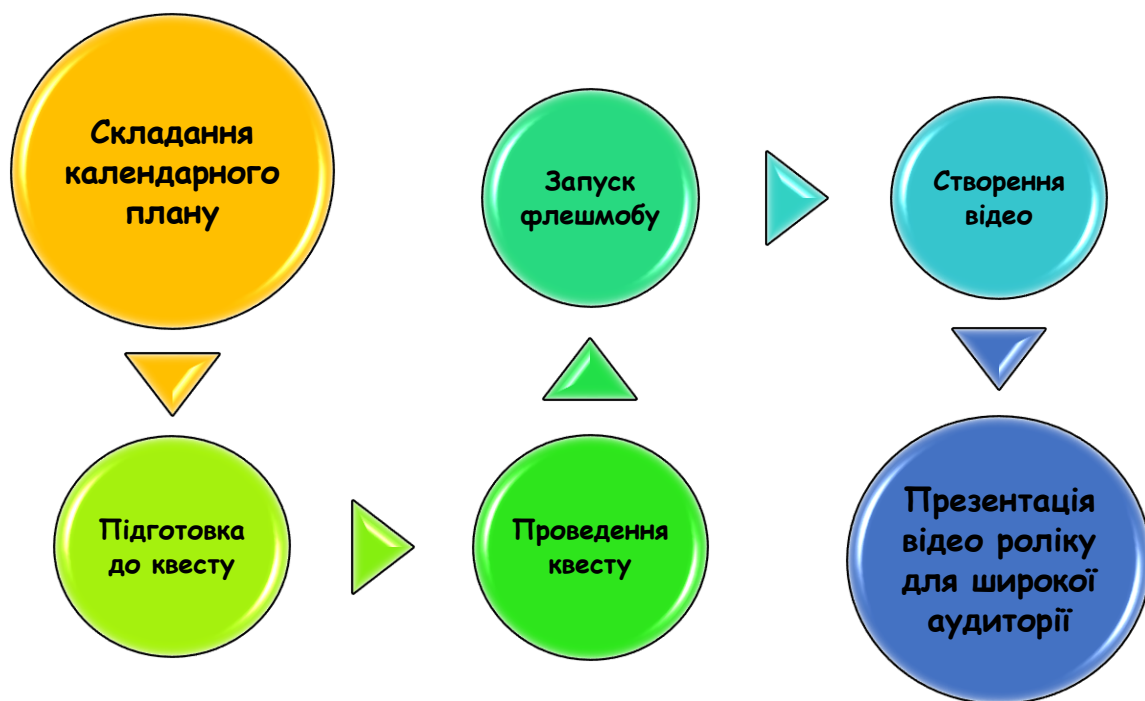 Складання
календарного
плану
Підготовка
до квесту
Проведення
квесту
Запуск
флешмобу
Створення
відео
Презентація
відео роліку
для широкої
аудиторії